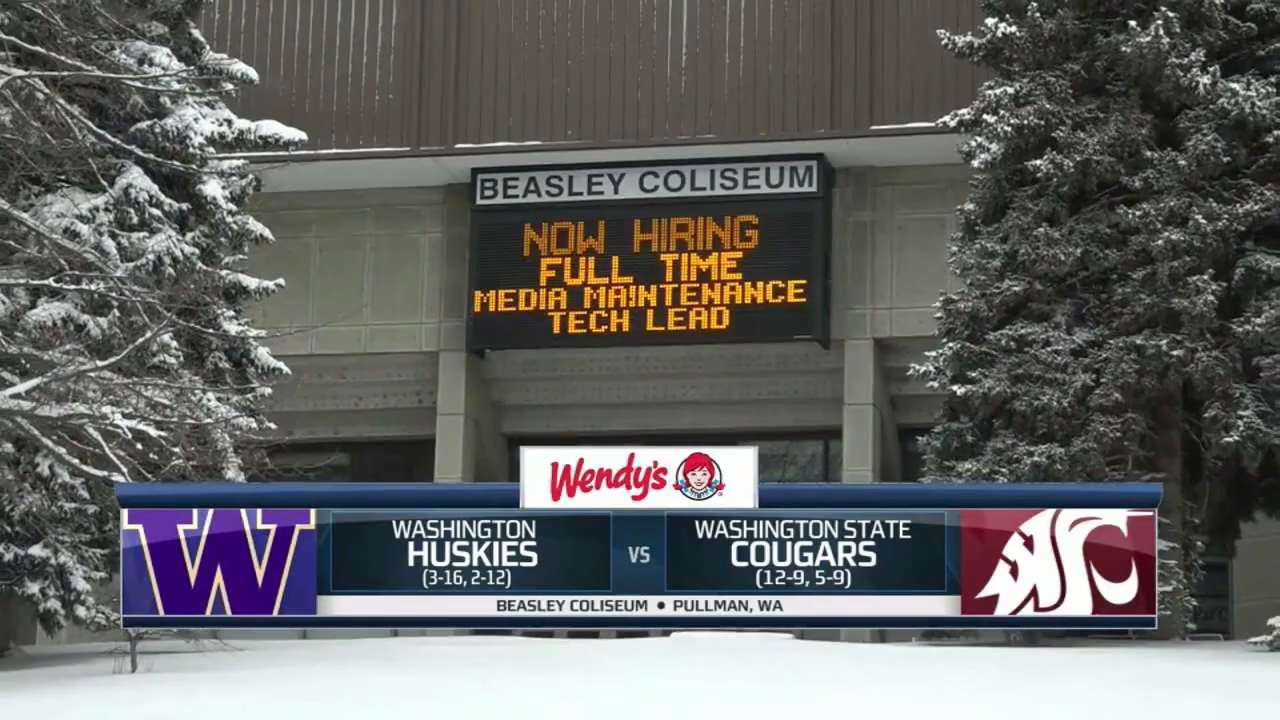 BEASLEY COLISEUM
NOW HIRING
FULL TIME
MEDIA MAINTENANCE
TECH LEAD
Wendy's
W
WASHINGTON
HUSKIES
(3-16, 2-12)
VS
WASHINGTON STATE
COUGARS
(12-9, 5-9)
BEASLEY COLISEUM • PULLMAN, WA